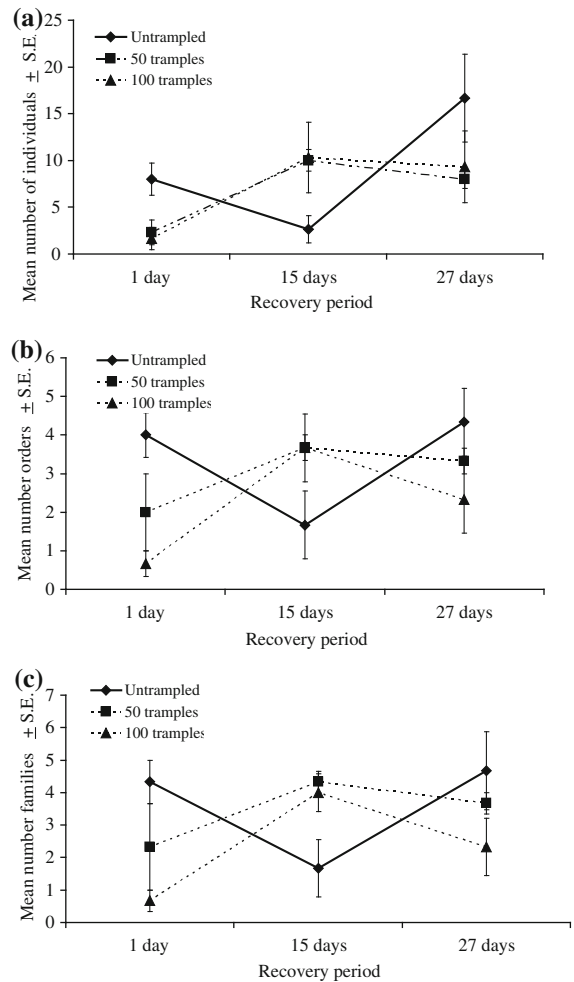 (a)
25
20
15
10
5
0
Mean number of individuals ± S.E.
Untrampled
50 tramples
100 tramples
1 day 15 days 27 days
Recovery period
(b)
6
5
4
3
2
1
0
Mean number orders ± S.E.
Untrampled
50 tramples
100 tramples
1 day 15 days 27 days
Recovery period
(c)
7
6
5
4
3
2
1
0
Mean number families ± S.E.
Untrampled
50 tramples
100 tramples
1 day 15 days 27 days
Recovery period